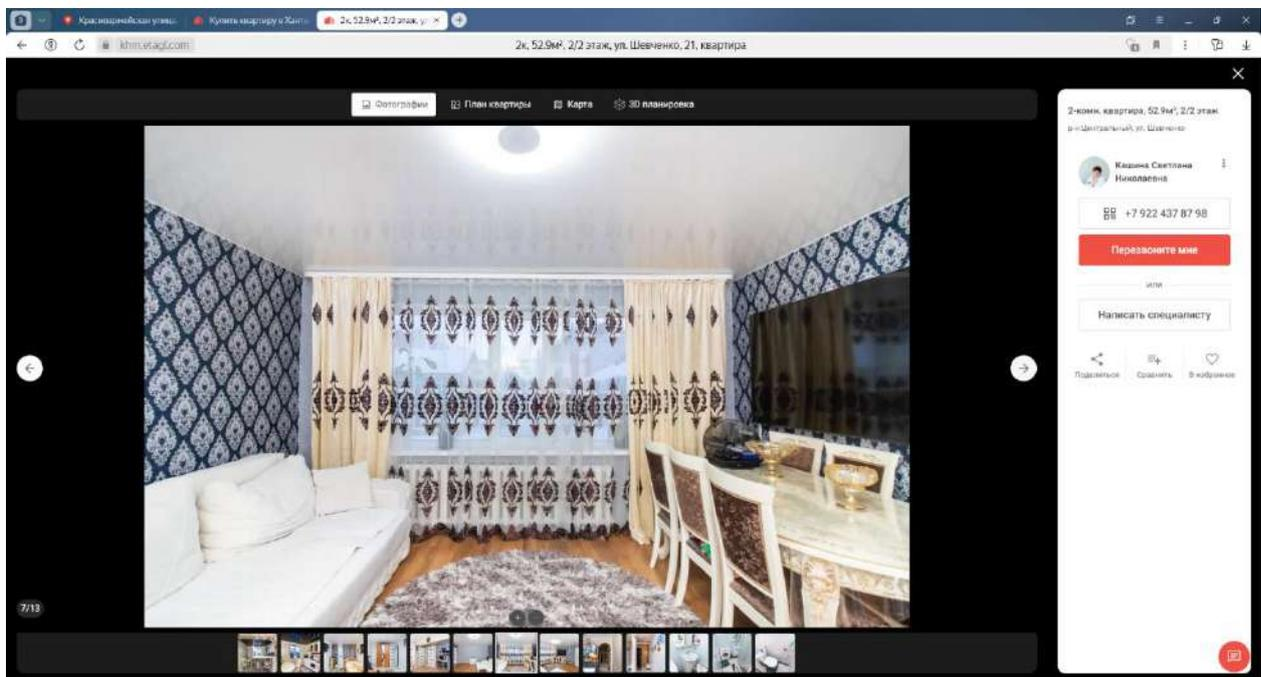 Красноармейская улица
Купить квартиру в Ханты
2к, 52.9м², 2/2 этаж, у
khm.etagi.com
2к, 52.9м², 2/2 этаж, ул. Шевченко, 21, квартира
Фотографии
План квартиры
Карта
3D планировка
2-комн. квартира, 52.9м², 2/2 этаж
р-н Центральный, ул. Шевченко
Кашина Светлана
Николаевна
+7 922 437 87 98
Перезвоните мне
или
Написать специалисту
Поделиться
Сравнить
В избранное
7/13